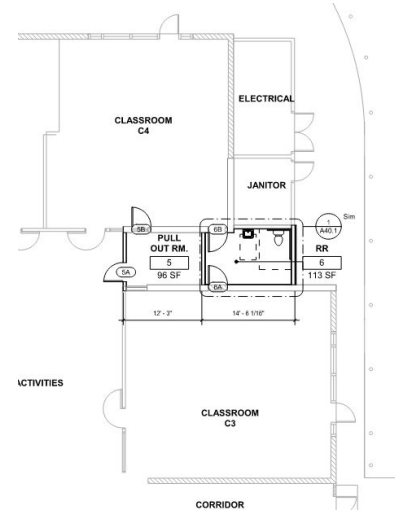 CLASSROOM
C4
ELECTRICAL
JANITOR
1
A40.1
Sim
5B
6B
PULL
OUT RM.
5
96 SF
RR
6
113 SF
5A
6A
12' - 3"
14' - 6 1/16"
ACTIVITIES
CLASSROOM
C3
CORRIDOR